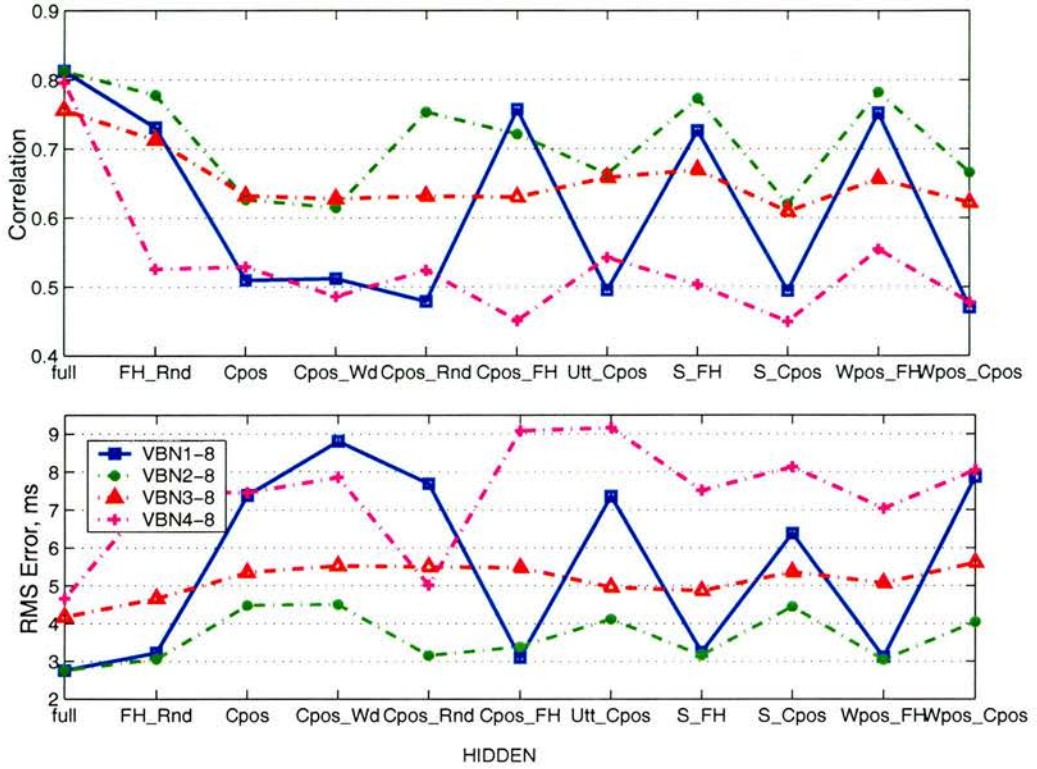 0.9
0.8
0.7
0.6
0.5
0.4
Correlation
full FH_Rnd Cpos Cpos_Wd Cpos_Rnd Cpos_FH Utt_Cpos S_FH S_Cpos Wpos_FH Wpos_Cpos
9
8
7
6
5
4
3
2
RMS Error, ms
VBN1-8
VBN2-8
VBN3-8
VBN4-8
full FH_Rnd Cpos Cpos_Wd Cpos_Rnd Cpos_FH Utt_Cpos S_FH S_Cpos Wpos_FH Wpos_Cpos
HIDDEN